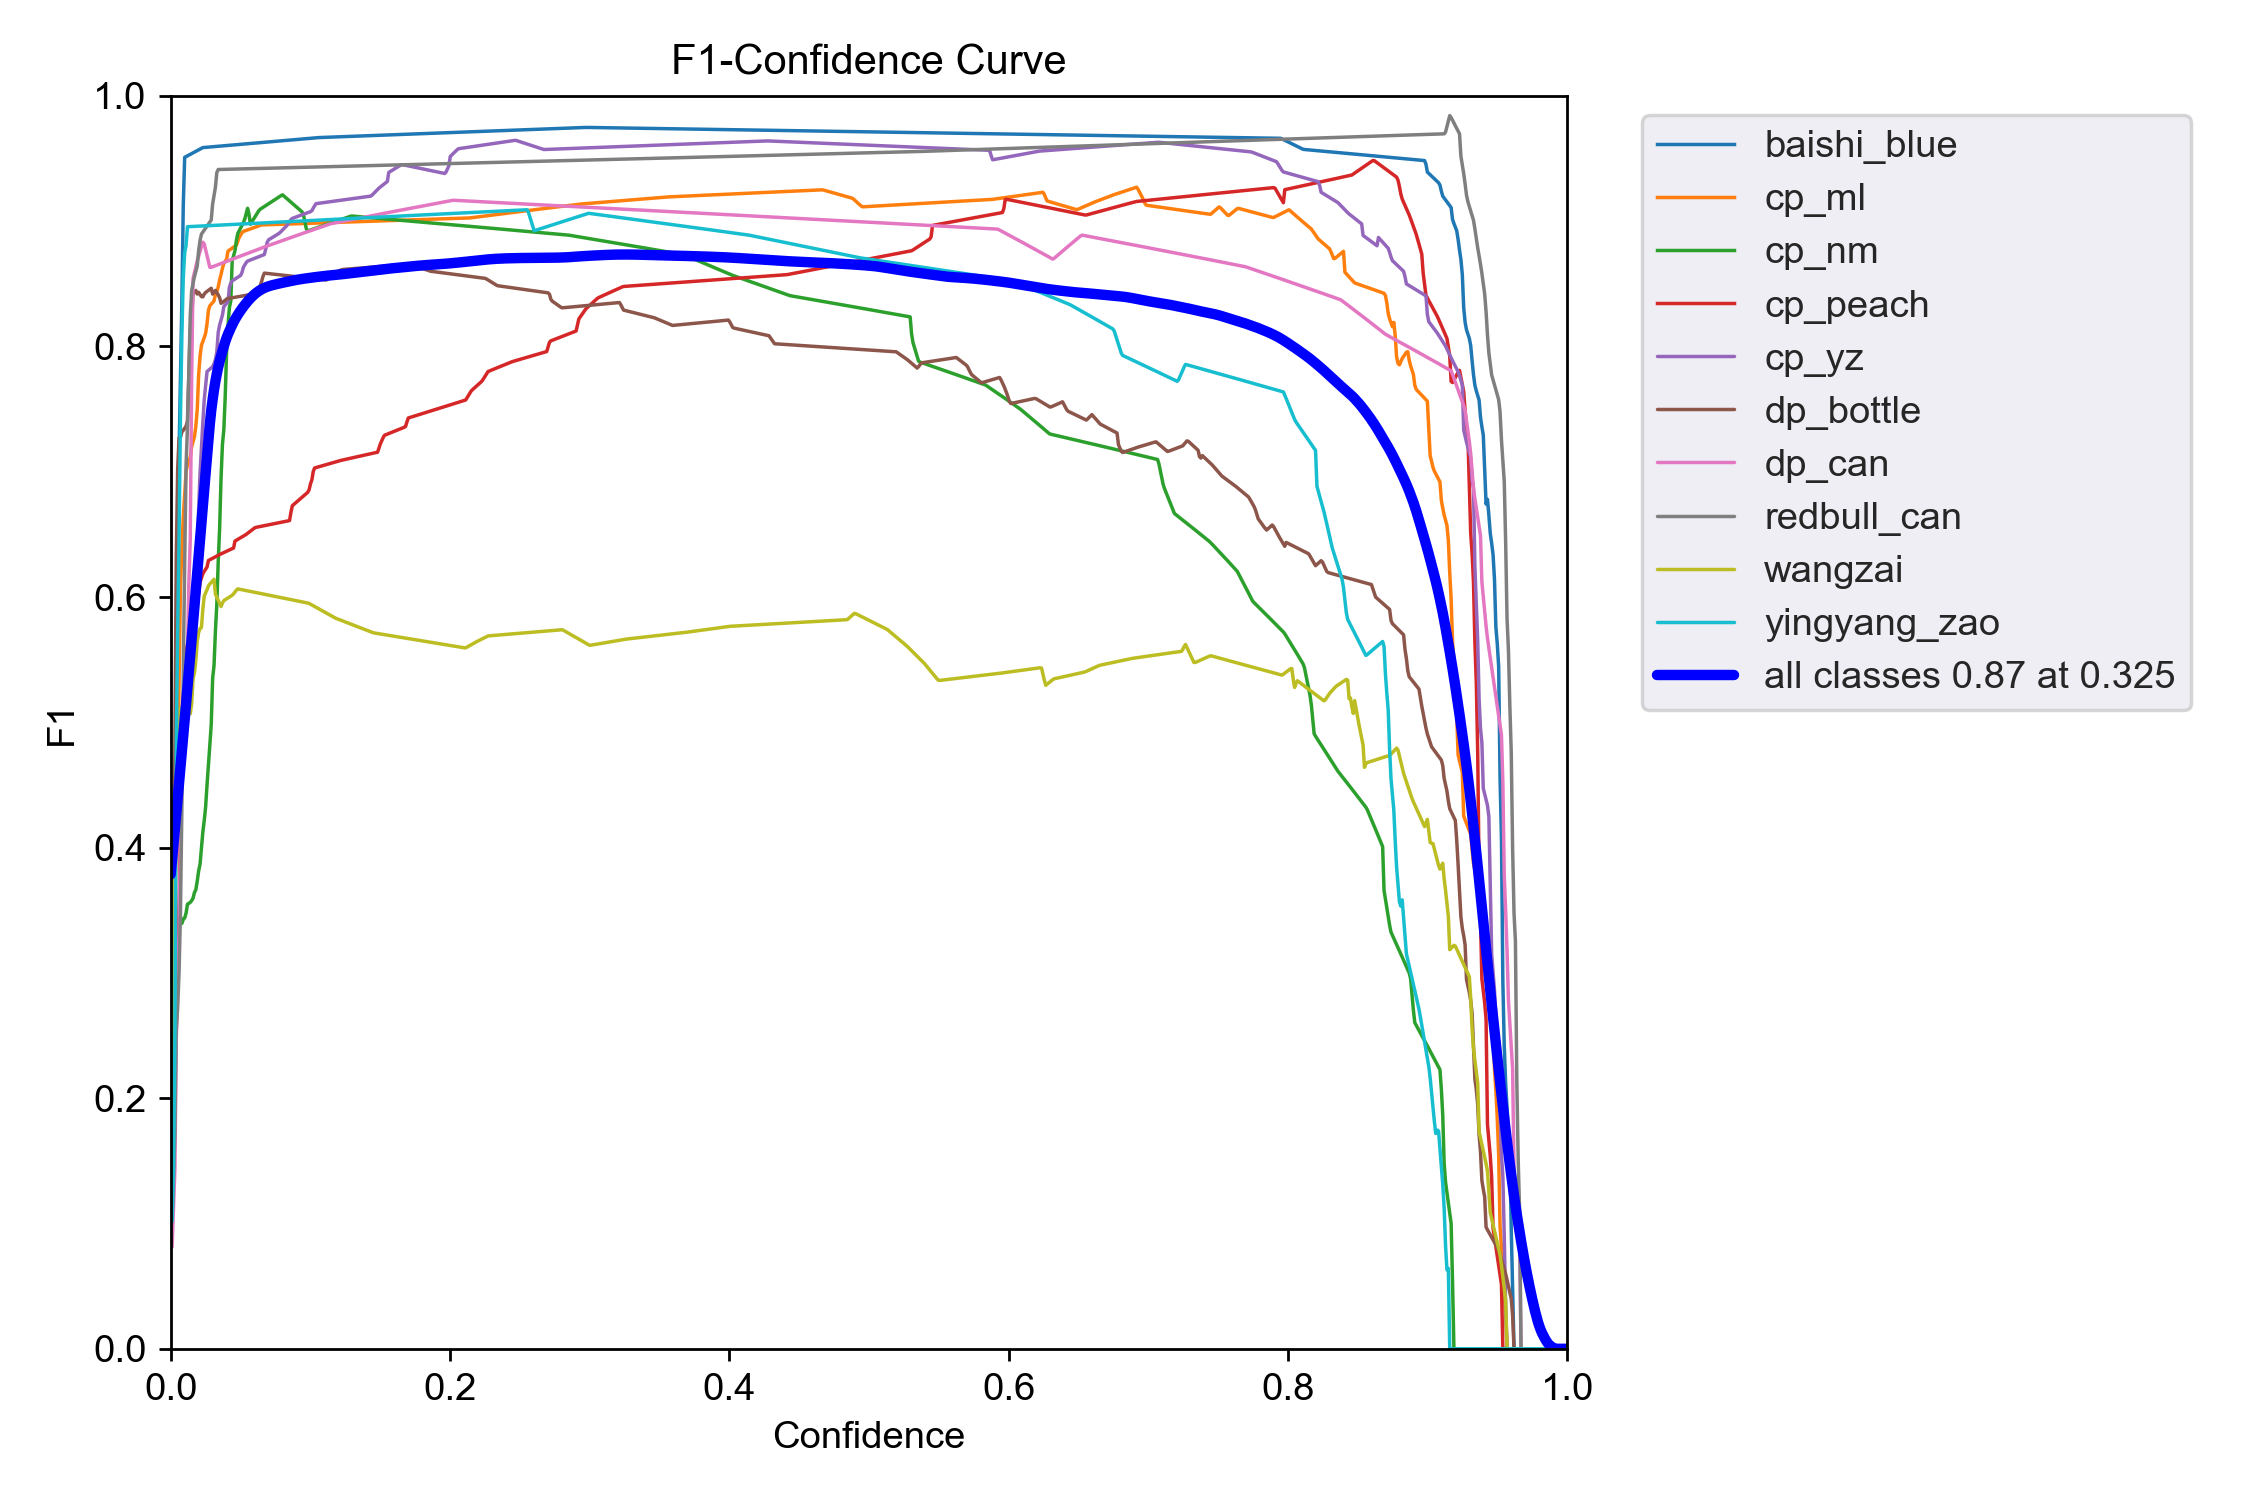 F1-Confidence Curve
1.0
0.8
0.6
0.4
0.2
0.0
F1
0.0 0.2 0.4 0.6 0.8 1.0
Confidence
baishi_blue
cp_ml
cp_nm
cp_peach
cp_yz
dp_bottle
dp_can
redbull_can
wangzai
yingyang_zao
all classes 0.87 at 0.325